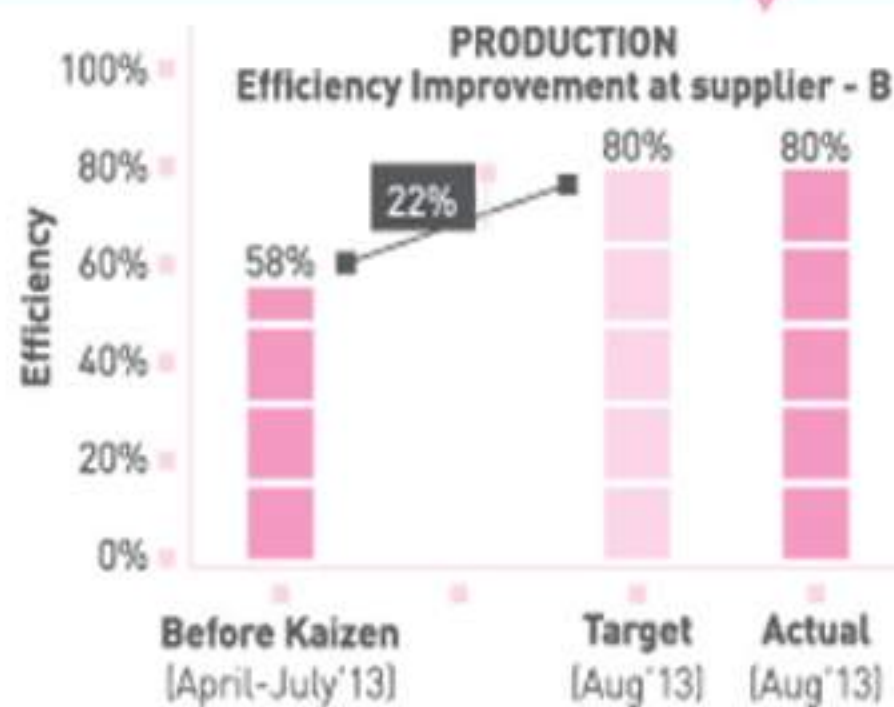 PRODUCTION
Efficiency Improvement at supplier - B
Efficiency
100%
80%
60%
40%
20%
0%
58%
22%
80%
80%
Before Kaizen
(April-July'13)
Target
(Aug'13)
Actual
(Aug'13)